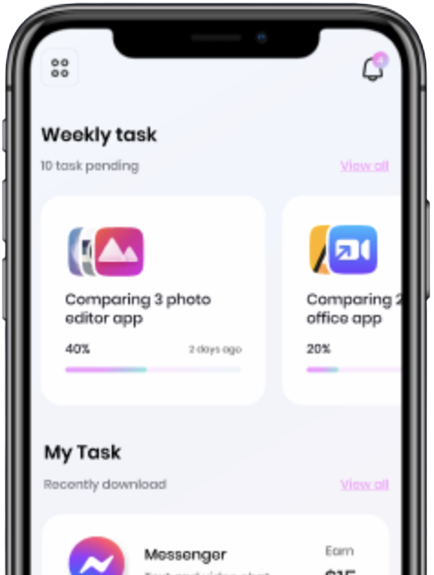 Weekly task
10 task pending
View all
Comparing 3 photo
editor app
40%
2 days ago
Comparing 2
office app
20%
My Task
Recently download
View all
Messenger
Earn
$15